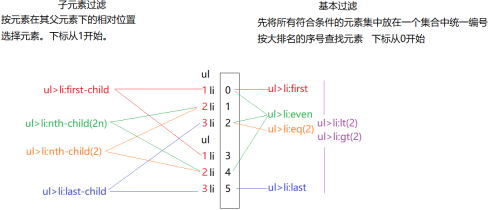 子元素过滤
按元素在其父元素下的相对位置
选择元素。下标从1开始。
基本过滤
先将所有符合条件的元素集中放在一个集合中统一编号
按大排名的序号查找元素 下标从0开始
ul
ul>li:first-child
1 li
0
ul>li:first
2 li
1
ul>li:even
ul>li:nth-child(2n)
3 li
2
ul>li:eq(2)
ul>li:lt(2)
ul>li:gt(2)
ul
ul>li:nth-child(2)
1 li
3
2 li
4
ul>li:last-child
3 li
5
ul>li:last